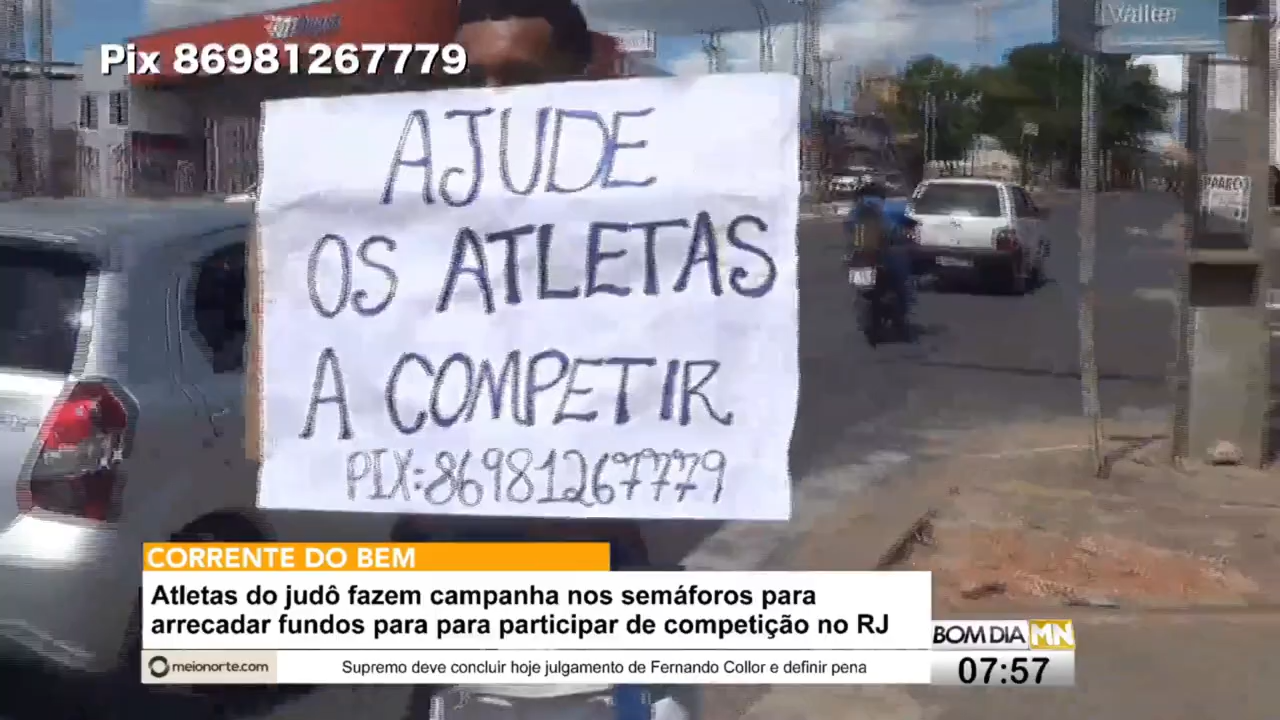 Pix 86981267779
AJUDE
OS ATLETAS
A COMPETIR
PIX:86981267779
CORRENTE DO BEM
Atletas do judô fazem campanha nos semáforos para
arrecadar fundos para para participar de competição no RJ
BOM DIA MN
meionorte.com
Supremo deve concluir hoje julgamento de Fernando Collor e definir pena
07:57